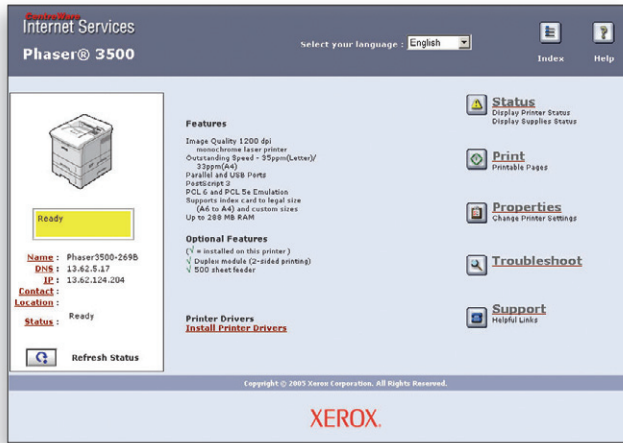 CentreWare
Internet Services
Phaser® 3500
Select your language : English
Index
Help
Ready
Name : Phaser3500-269B
DNS : 13.62.5.17
IP : 13.62.124.204
Contact :
Location :
Status : Ready
Refresh Status
Features
Image Quality 1200 dpi
monochrome laser printer
Outstanding Speed - 35ppm(Letter)/
33ppm(A4)
Parallel and USB Ports
PostScript 3
PCL 6 and PCL 5e Emulation
Supports index card to legal size
(A6 to A4) and custom sizes
Up to 288 MB RAM
Optional Features
(√ = installed on this printer )
√ Duplex module (2-sided printing)
√ 500 sheet feeder
Printer Drivers
Install Printer Drivers
Status
Display Printer Status
Display Supplies Status
Print
Printable Pages
Properties
Change Printer Settings
Troubleshoot
Support
Helpful Links
Copyright © 2005 Xerox Corporation. All Rights Reserved.
XEROX.